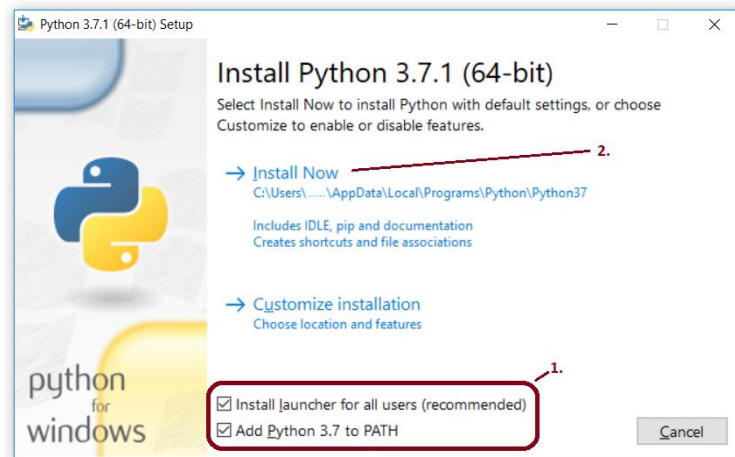 Python 3.7.1 (64-bit) Setup
Install Python 3.7.1 (64-bit)
Select Install Now to install Python with default settings, or choose
Customize to enable or disable features.
2.
Install Now
C:\Users\.....\AppData\Local\Programs\Python\Python37
Includes IDLE, pip and documentation
Creates shortcuts and file associations
Customize installation
Choose location and features
1.
Install launcher for all users (recommended)
Add Python 3.7 to PATH
python
for
windows
Cancel